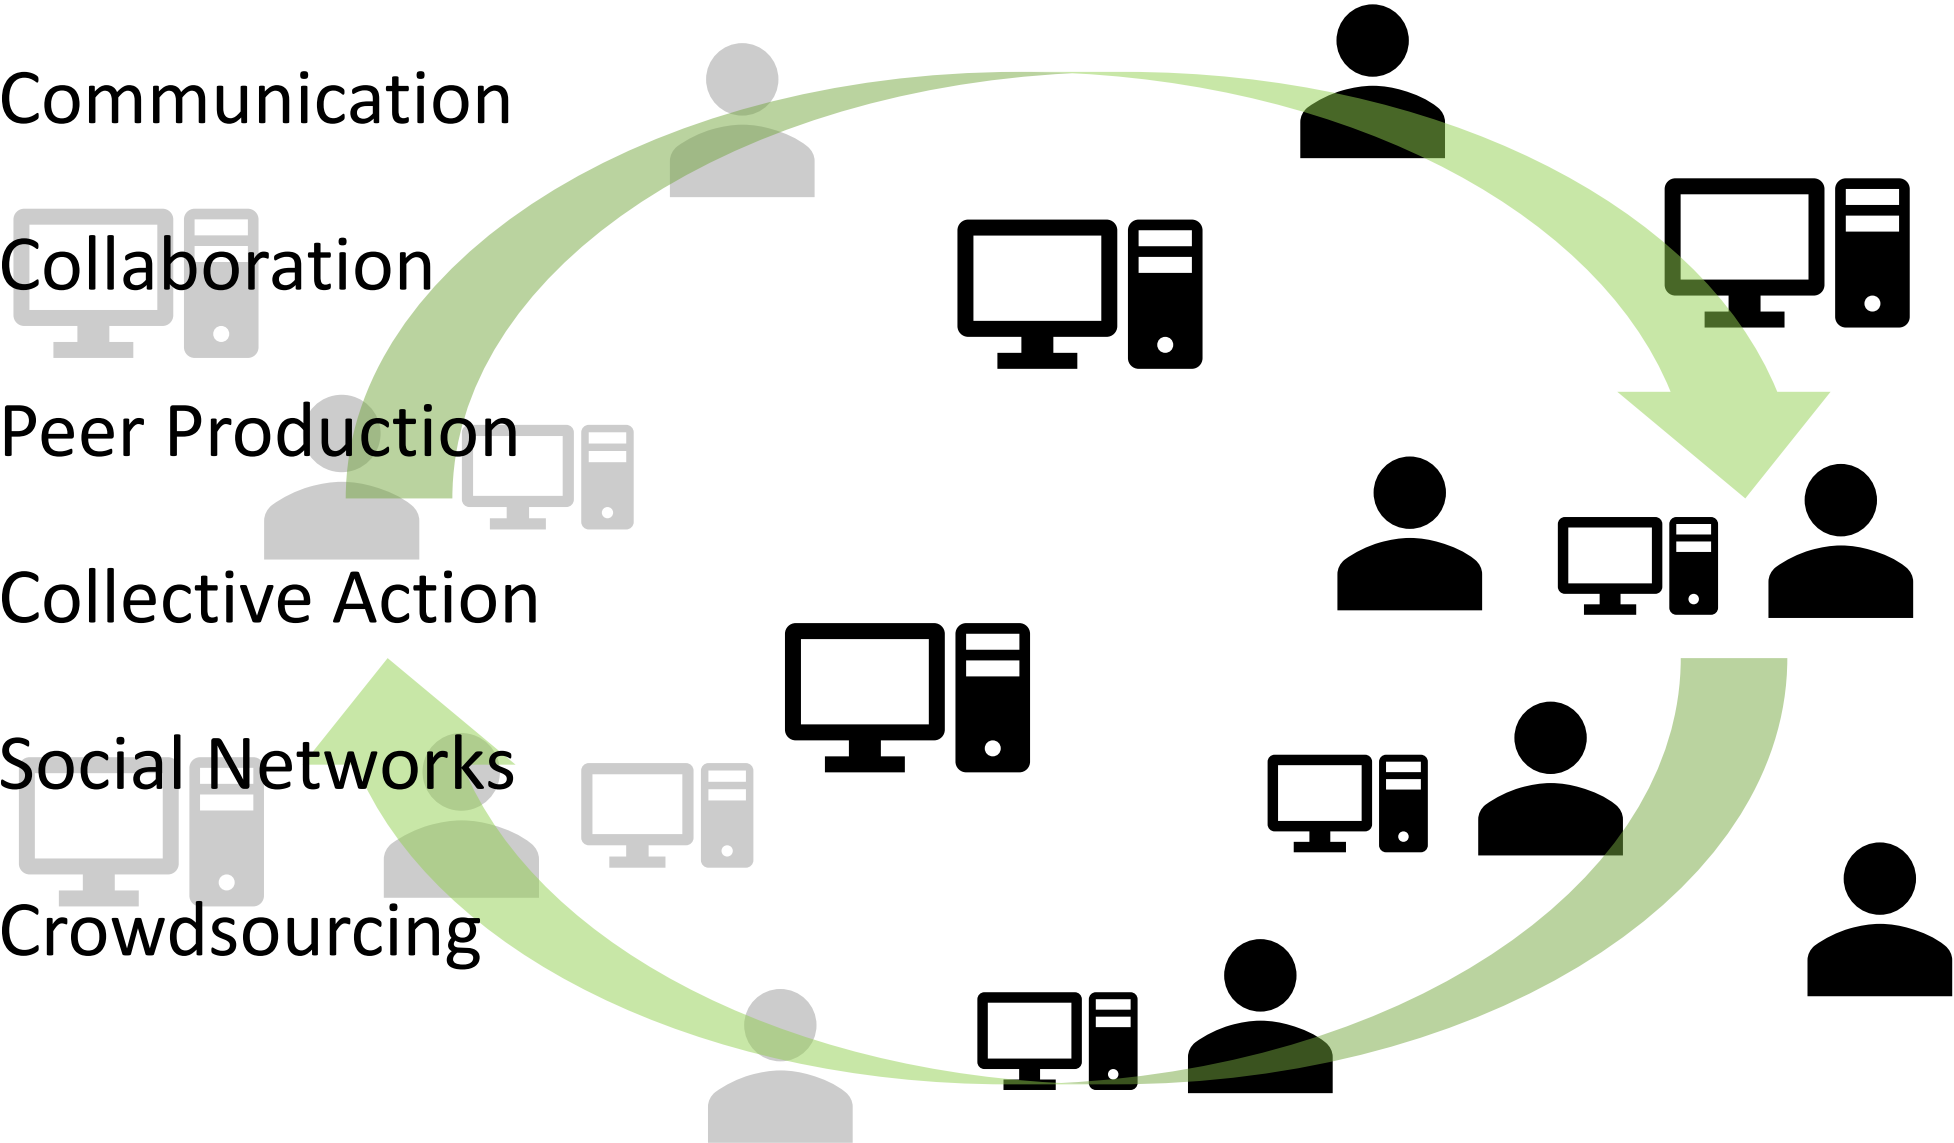 Communication
Collaboration
Peer Production
Collective Action
Social Networks
Crowdsourcing